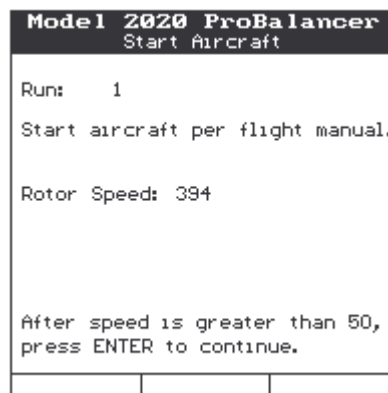 Model 2020 ProBalancer
Start Aircraft
Run: 1
Start aircraft per flight manual.
Rotor Speed: 394
After speed is greater than 50,
press ENTER to continue.